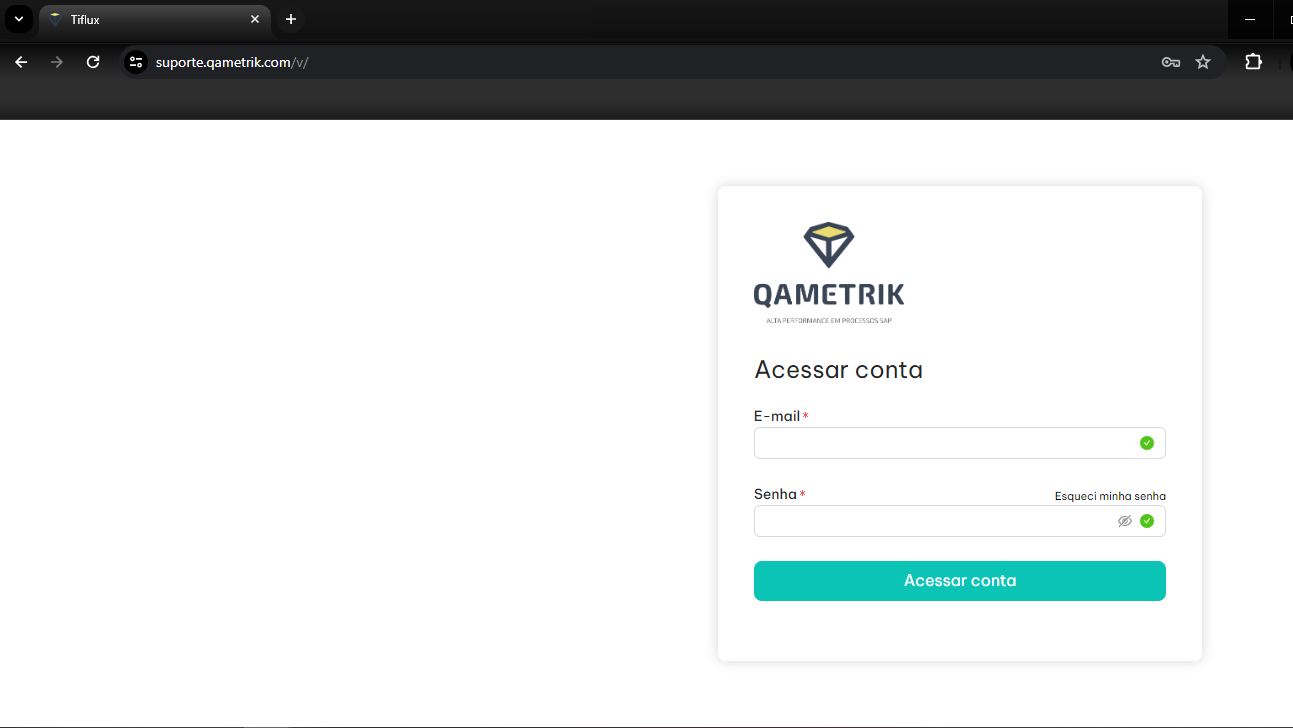 Tiflux
suporte.qametrik.com/v/
QAMETRIK
ALTA PERFORMANCE EM PROCESSOS SAP
Acessar conta
E-mail *
Senha *
Esqueci minha senha
Acessar conta